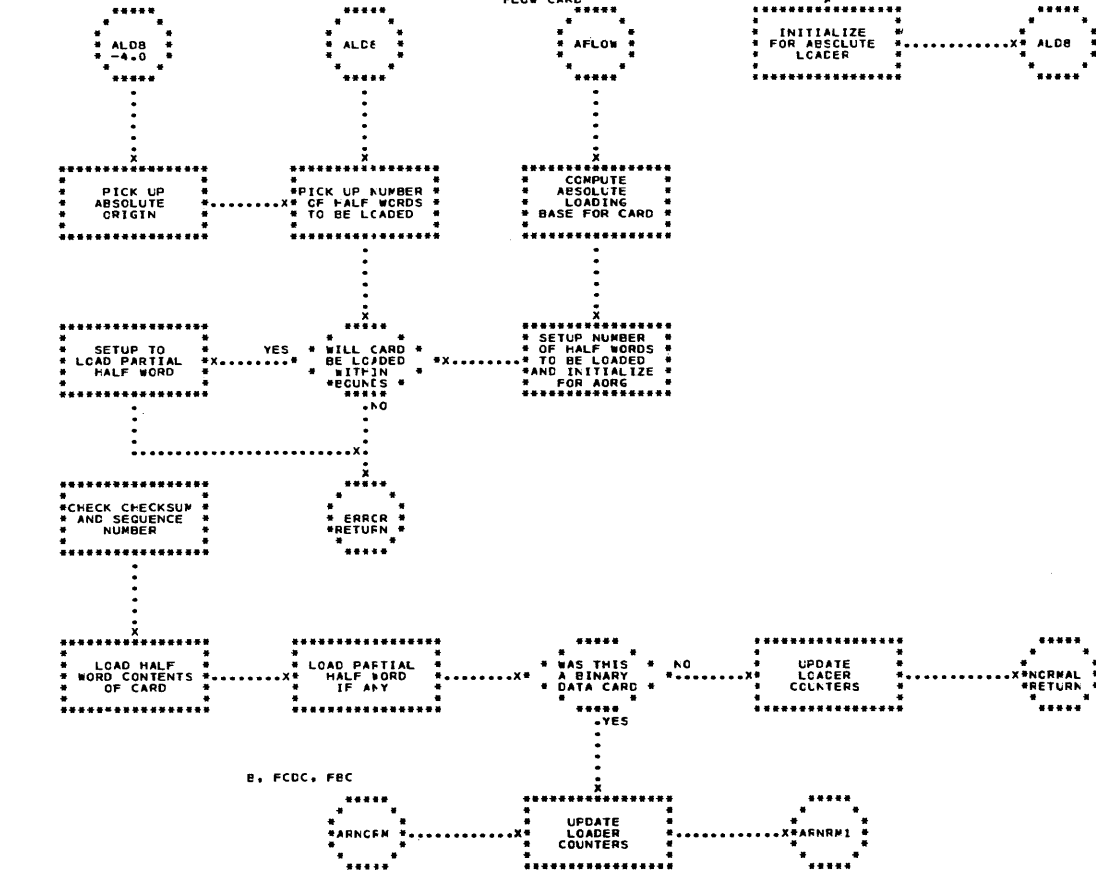 FLOW CARD
ALDB
-4.0
ALDE
AFLOW
INITIALIZE
FOR ABSOLUTE
LOADER
ALDB
PICK UP
ABSOLUTE
ORIGIN
PICK UP NUMBER
OF HALF WORDS
TO BE LOADED
COMPUTE
ABSOLUTE
LOADING
BASE FOR CARD
SETUP TO
LOAD PARTIAL
HALF WORD
YES
WILL CARD
BE LOADED
WITHIN
BOUNDS
NO
SETUP NUMBER
OF HALF WORDS
TO BE LOADED
AND INITIALIZE
FOR AORG
CHECK CHECKSUM
AND SEQUENCE
NUMBER
ERROR
RETURN
LOAD HALF
WORD CONTENTS
OF CARD
LOAD PARTIAL
HALF WORD
IF ANY
WAS THIS
A BINARY
DATA CARD
NO
UPDATE
LOADER
COUNTERS
NORMAL
RETURN
YES
B, FCDC, FBC
ARNORM
UPDATE
LOADER
COUNTERS
ARNRM1